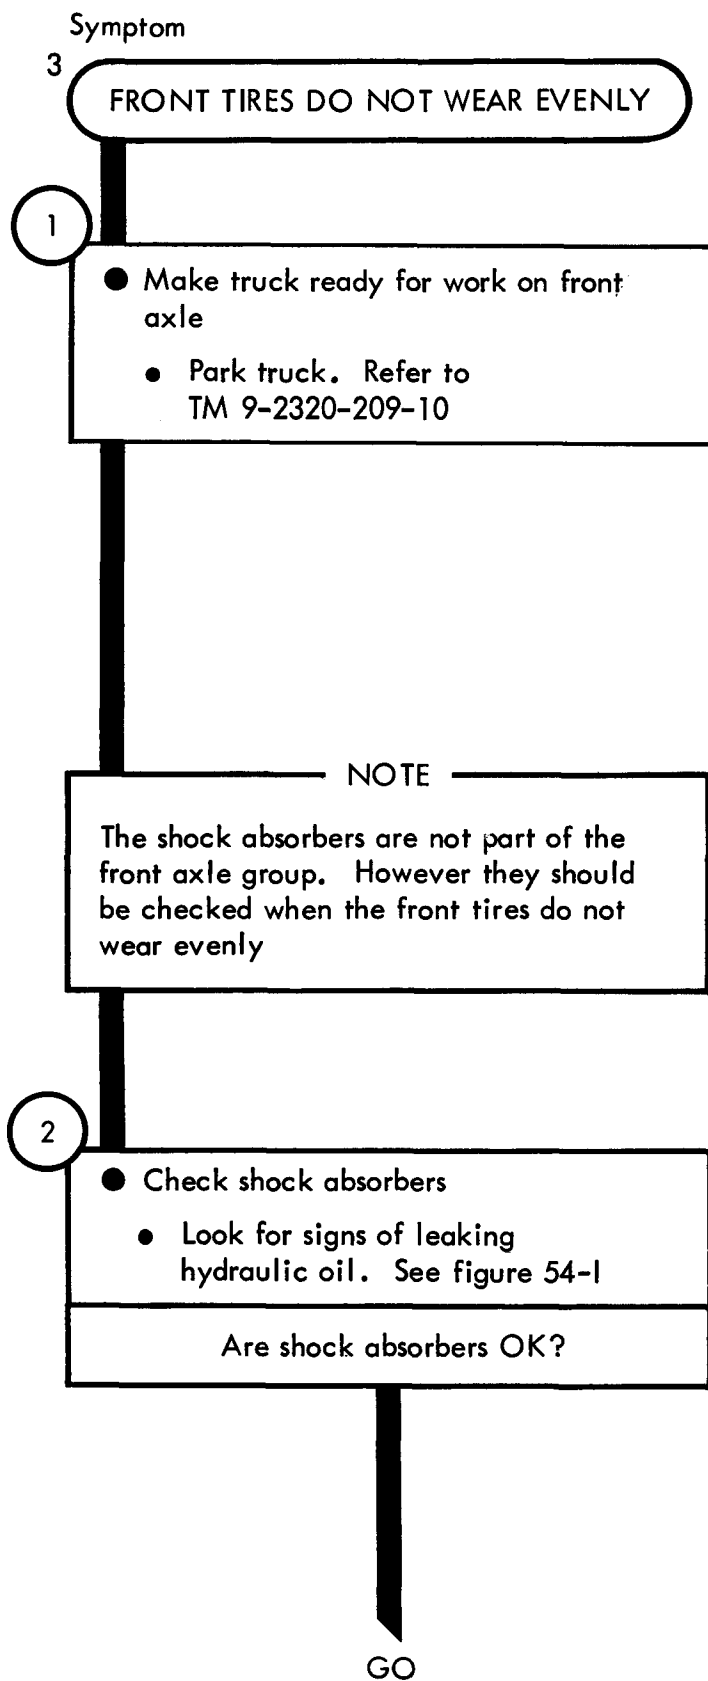 Symptom
3
FRONT TIRES DO NOT WEAR EVENLY
1
● Make truck ready for work on front
axle
● Park truck. Refer to
TM 9-2320-209-10
NOTE
The shock absorbers are not part of the
front axle group. However they should
be checked when the front tires do not
wear evenly
2
● Check shock absorbers
● Look for signs of leaking
hydraulic oil. See figure 54-1
Are shock absorbers OK?
GO